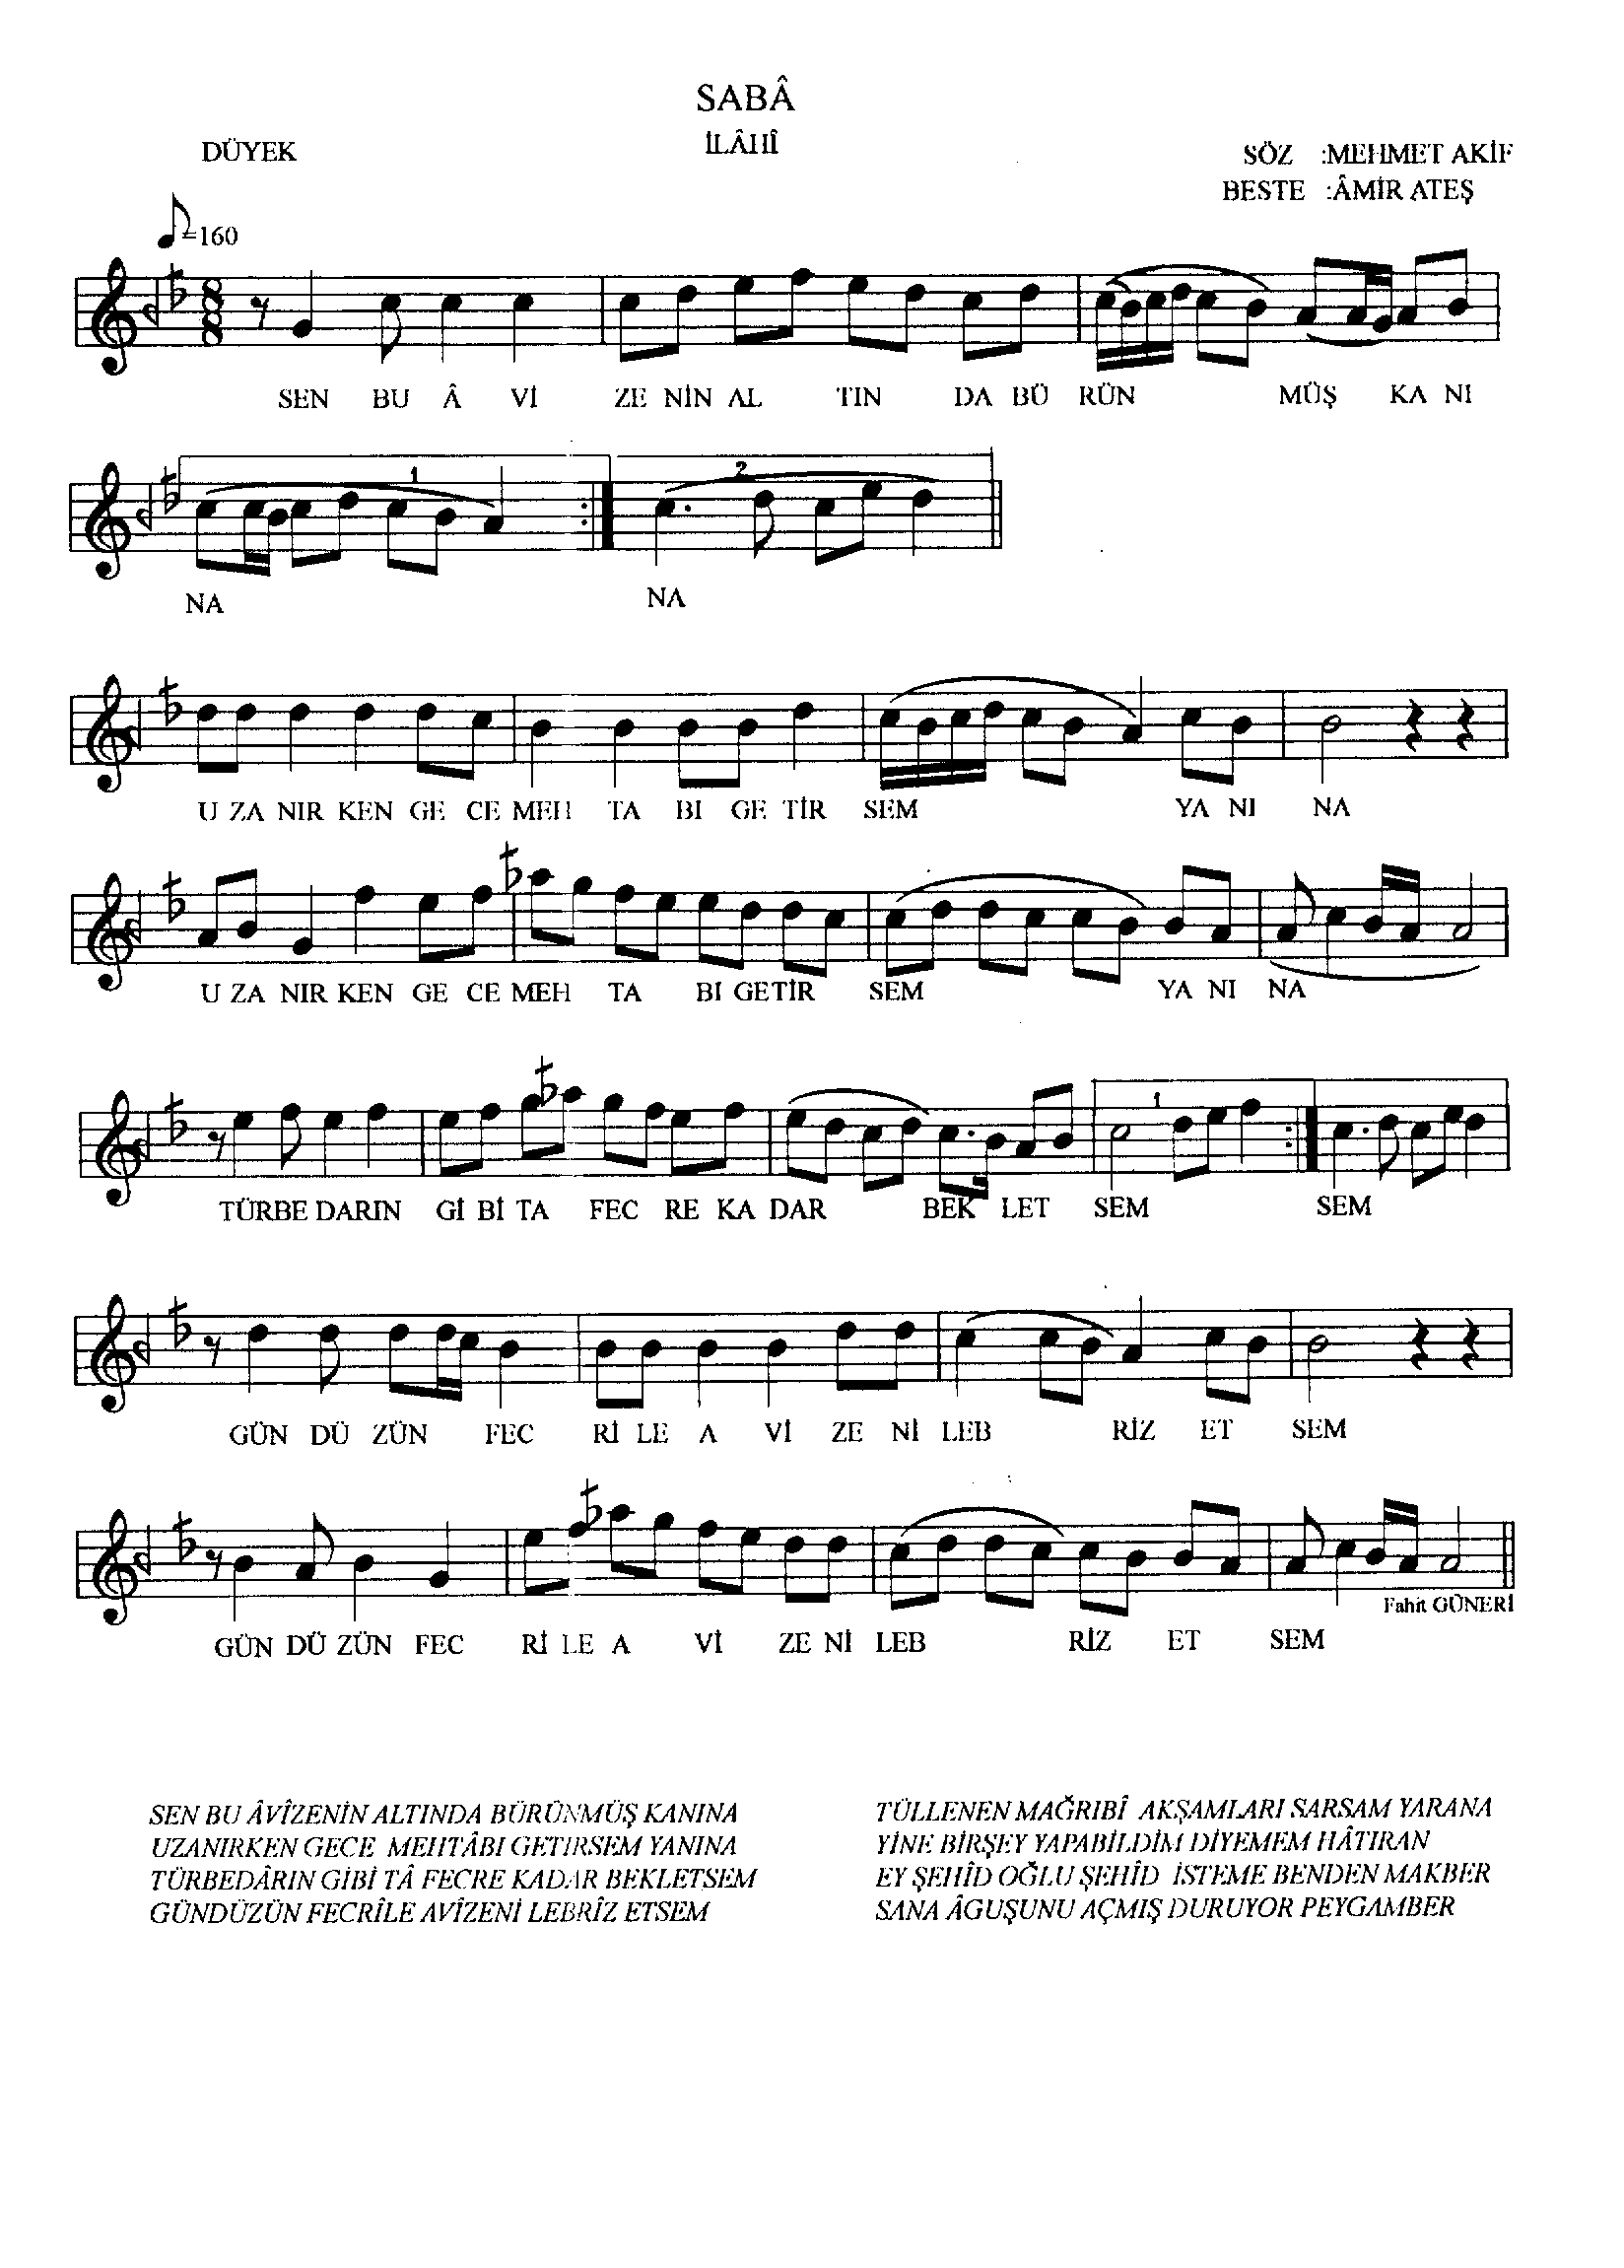 SABÂ
İLÂHÎ
DÜYEK
SÖZ :MEHMET AKİF
BESTE :ÂMİR ATEŞ
=160
8
8
SEN BU Â Vİ ZE NİN AL TIN DA BÜ RÜN MÜŞ KA NI
1
2
NA NA
U ZA NIR KEN GE CE MEH TA BI GE TİR SEM YA NI NA
U ZA NIR KEN GE CE MEH TA BI GETİR SEM YA NI NA
1
TÜRBE DARIN Gİ Bİ TA FEC RE KA DAR BEK LET SEM SEM
GÜN DÜ ZÜN FEC Rİ LE A Vİ ZE Nİ LEB RİZ ET SEM
Fahit GÜNERİ
GÜN DÜ ZÜN FEC Rİ LE A Vİ ZE Nİ LEB RİZ ET SEM
SEN BU ÂVÎZENİN ALTINDA BÜRÜNMÜŞ KANINA
UZANIRKEN GECE MEHTÂBI GETIRSEM YANINA
TÜRBEDÂRIN GİBİ TÂ FECRE KADAR BEKLETSEM
GÜNDÜZÜN FECRÎLE AVÎZENİ LEBRÎZ ETSEM
TÜLLENEN MAĞRIBÎ AKŞAMLARI SARSAM YARANA
YİNE BİRŞEY YAPABİLDİM DİYEMEM HÂTIRAN
EY ŞEHÎD OĞLU ŞEHÎD İSTEME BENDEN MAKBER
SANA ÂGUŞUNU AÇMIŞ DURUYOR PEYGAMBER